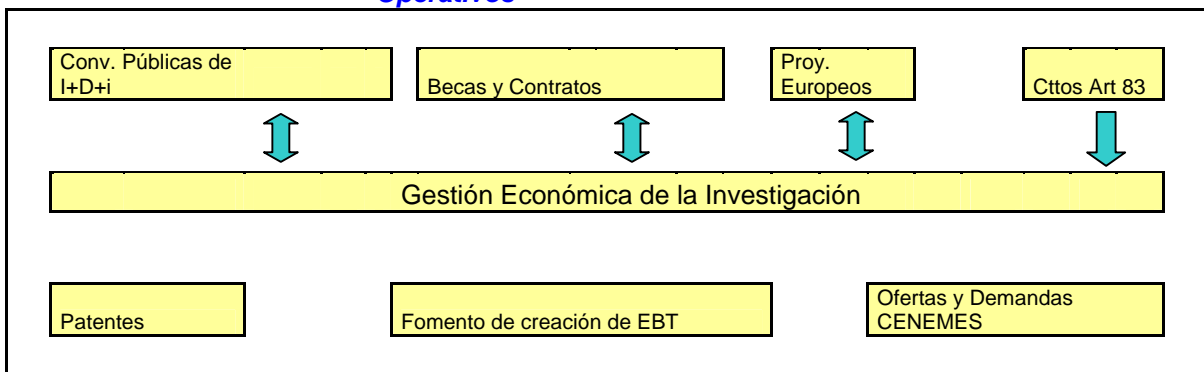 Operativos
Conv. Públicas de
I+D+i
Becas y Contratos
Proy.
Europeos
Cttos Art 83
Gestión Económica de la Investigación
Patentes
Fomento de creación de EBT
Ofertas y Demandas
CENEMES